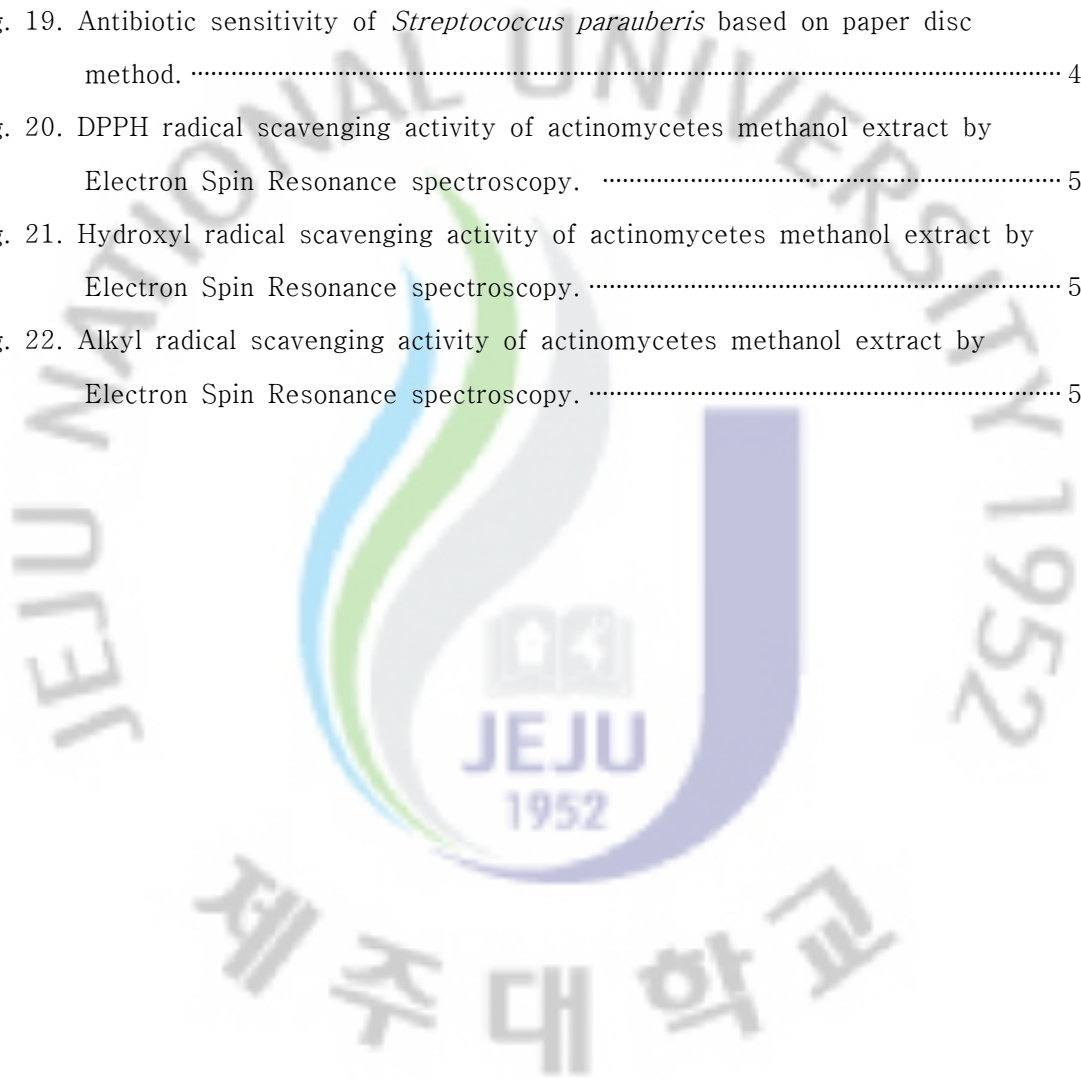 g. 19. Antibiotic sensitivity of Streptococcus parauberis based on paper disc
method. ································································ 4
g. 20. DPPH radical scavenging activity of actinomycetes methanol extract by
Electron Spin Resonance spectroscopy. ································ 5
g. 21. Hydroxyl radical scavenging activity of actinomycetes methanol extract by
Electron Spin Resonance spectroscopy. ································ 5
g. 22. Alkyl radical scavenging activity of actinomycetes methanol extract by
Electron Spin Resonance spectroscopy. ································ 5
JEJU NATIONAL UNIVERSITY 1952
JEJU
1952
제주대학교